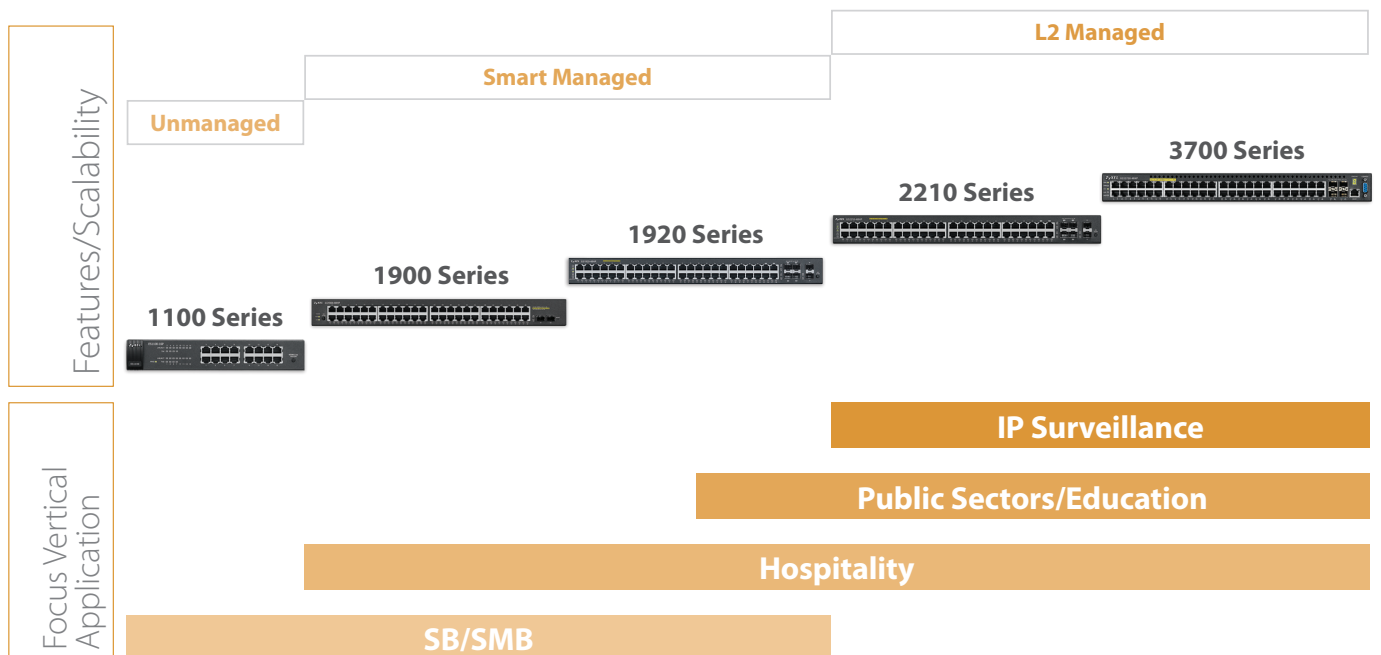 L2 Managed
Smart Managed
Unmanaged
Features/Scalability
3700 Series
2210 Series
1920 Series
1900 Series
1100 Series
IP Surveillance
Public Sectors/Education
Focus Vertical
Application
Hospitality
SB/SMB